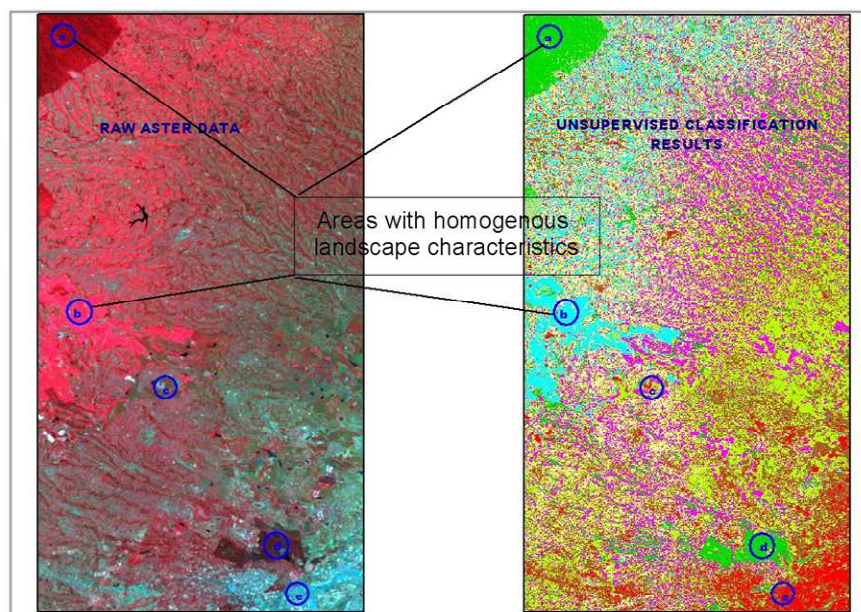 a
a
RAW ASTER DATA
UNSUPERVISED CLASSIFICATION
RESULTS
Areas with homogenous
landscape characteristics
b
b
c
c
d
d
e
e